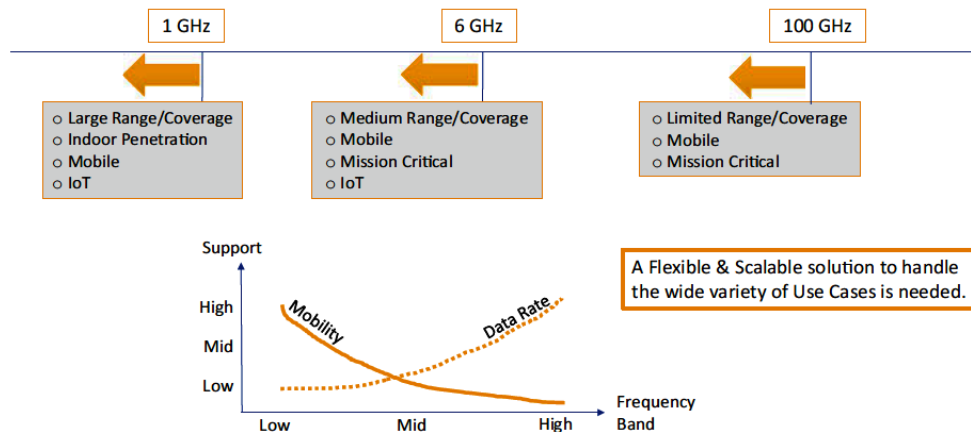 1 GHz
6 GHz
100 GHz
○ Large Range/Coverage
○ Indoor Penetration
○ Mobile
○ IoT
○ Medium Range/Coverage
○ Mobile
○ Mission Critical
○ IoT
○ Limited Range/Coverage
○ Mobile
○ Mission Critical
Support
High
Mid
Low
Mobility
Data Rate
Low
Mid
High
Frequency
Band
A Flexible & Scalable solution to handle
the wide variety of Use Cases is needed.